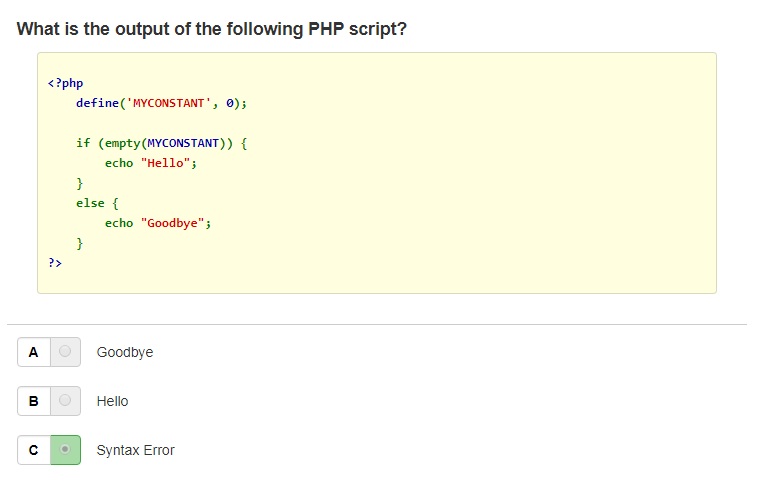 What is the output of the following PHP script?
<?php
define('MYCONSTANT', 0);
if (empty(MYCONSTANT)) {
echo "Hello";
}
else {
echo "Goodbye";
}
?>
A Goodbye
B Hello
C Syntax Error